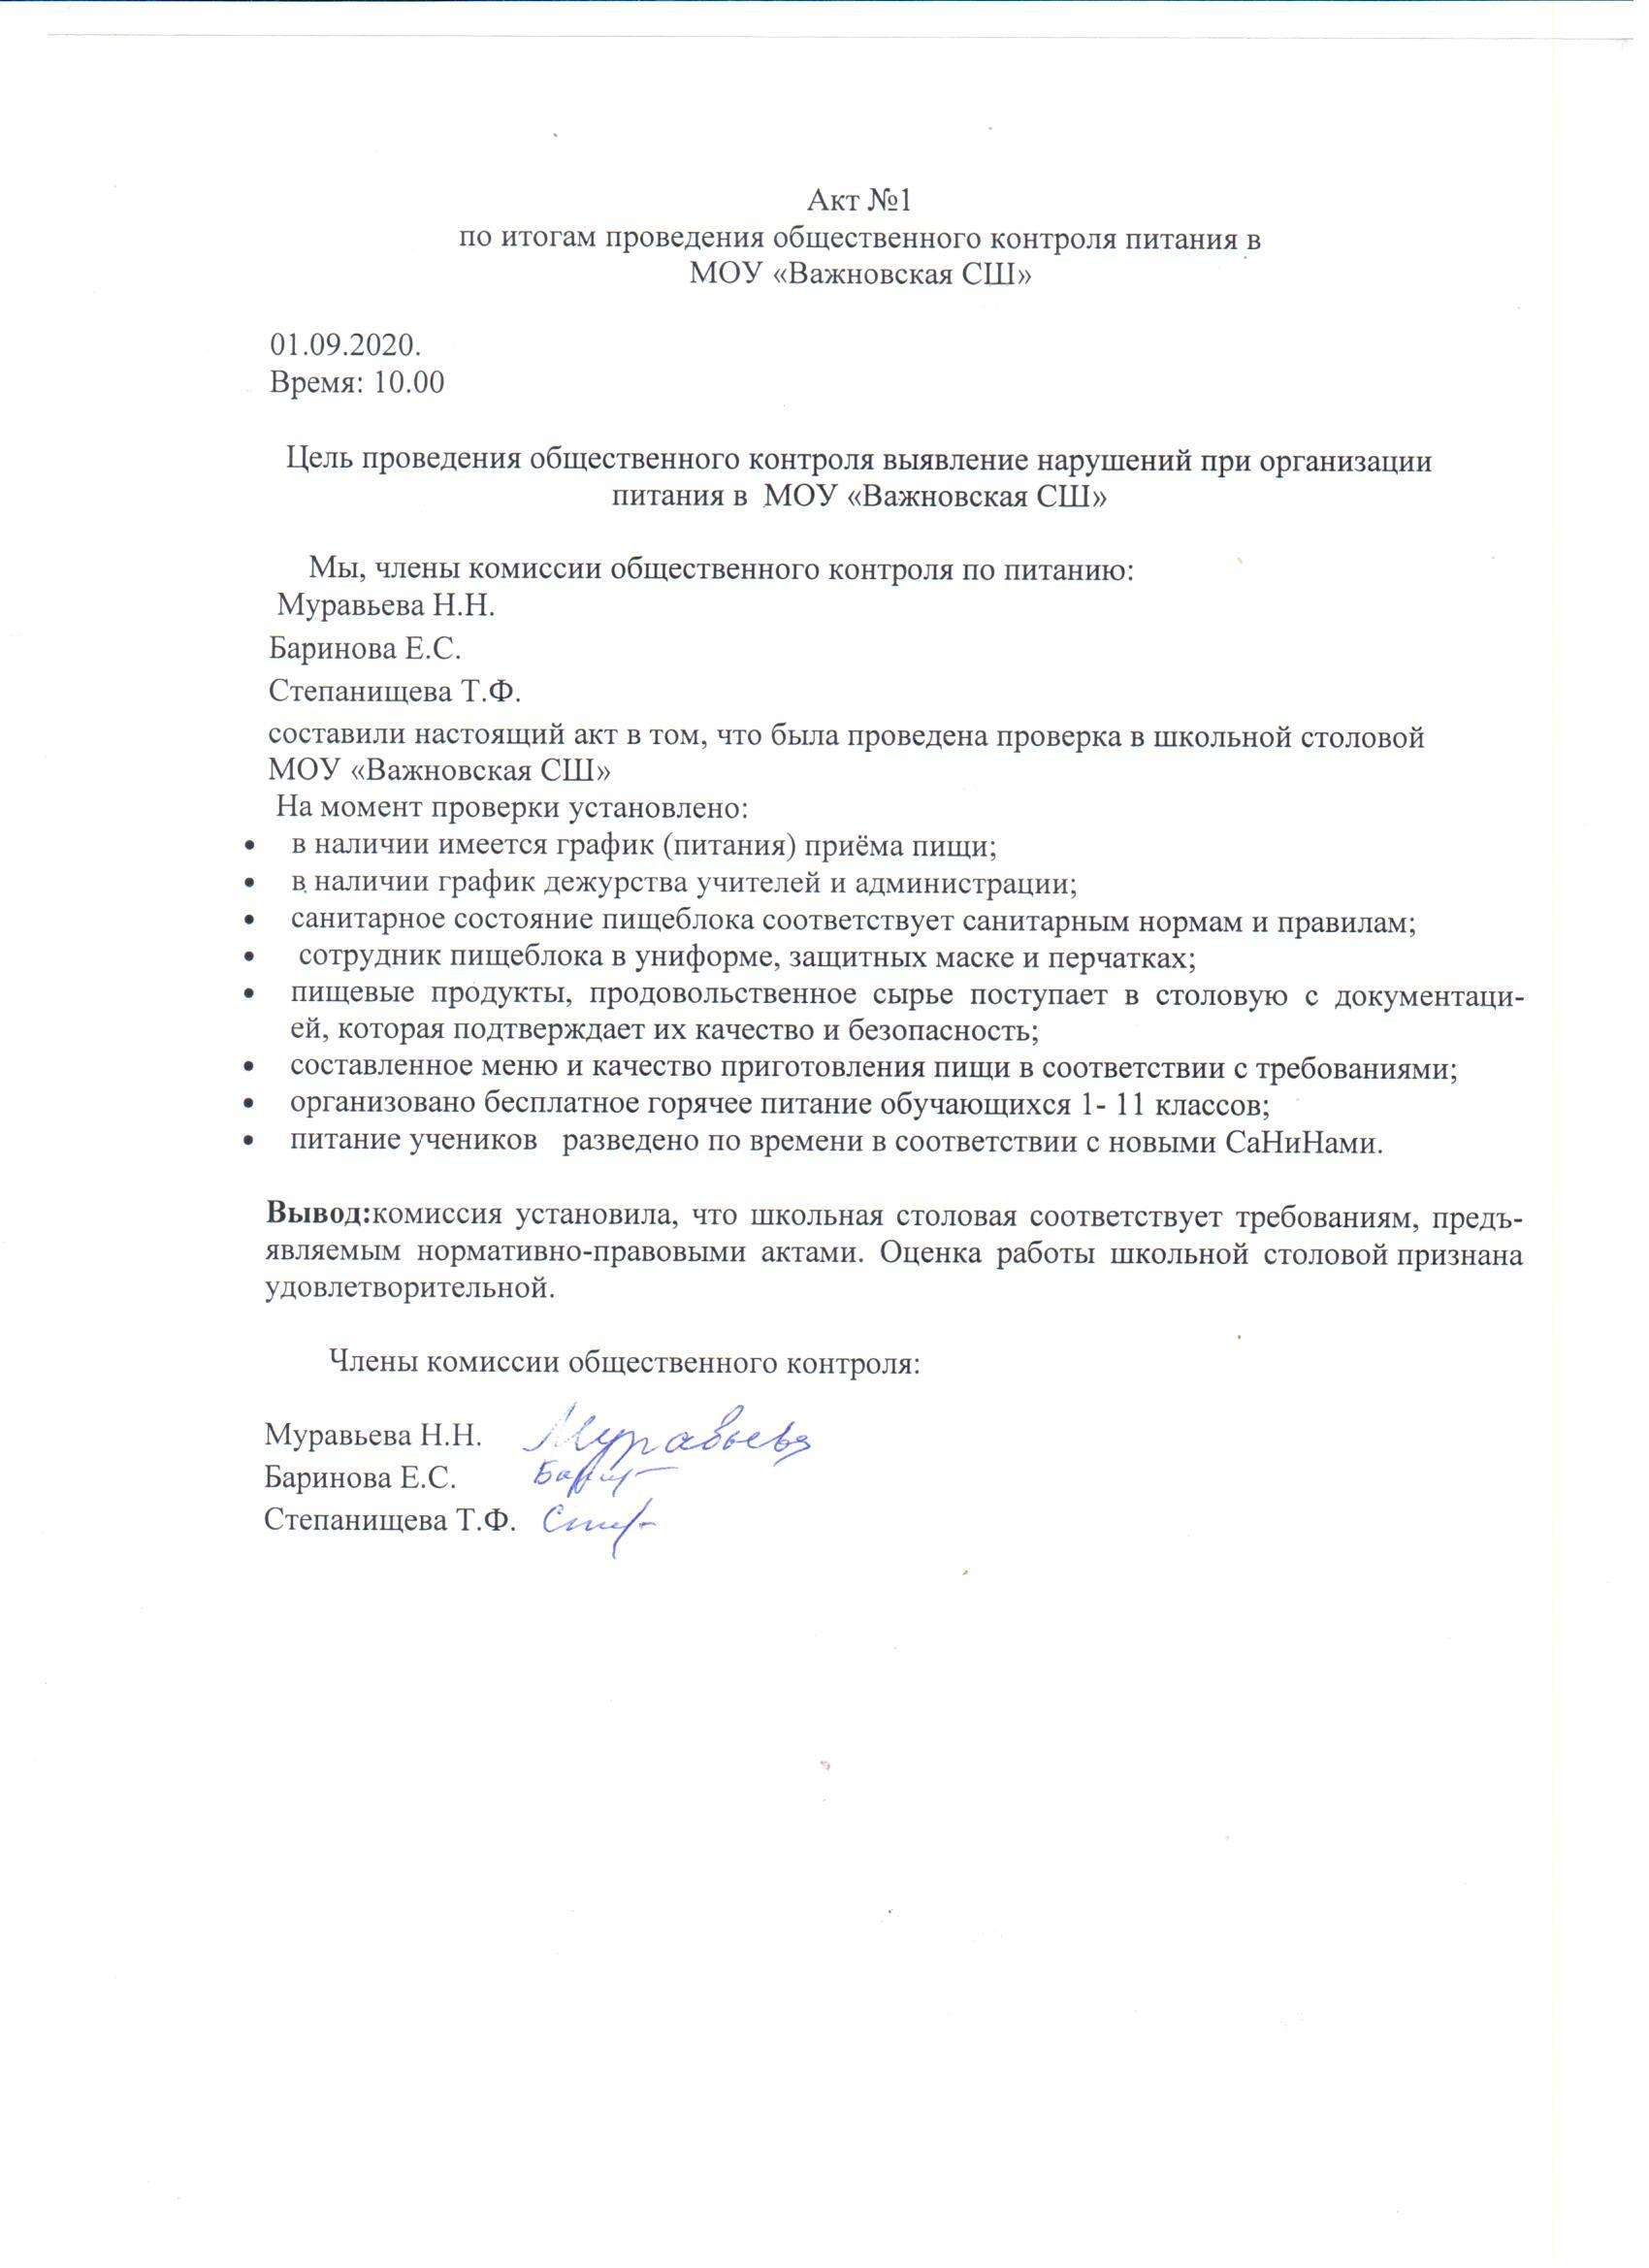 Акт №1
по итогам проведения общественного контроля питания в
МОУ «Важновская СШ»
01.09.2020.
Время: 10.00
Цель проведения общественного контроля выявление нарушений при организации
питания в МОУ «Важновская СШ»
Мы, члены комиссии общественного контроля по питанию:
Муравьева Н.Н.
Баринова Е.С.
Степанищева Т.Ф.
составили настоящий акт в том, что была проведена проверка в школьной столовой
МОУ «Важновская СШ»
На момент проверки установлено:
• в наличии имеется график (питания) приёма пищи;
• в наличии график дежурства учителей и администрации;
• санитарное состояние пищеблока соответствует санитарным нормам и правилам;
• сотрудник пищеблока в униформе, защитных маске и перчатках;
• пищевые продукты, продовольственное сырье поступает в столовую с документаци-
ей, которая подтверждает их качество и безопасность;
• составленное меню и качество приготовления пищи в соответствии с требованиями;
• организовано бесплатное горячее питание обучающихся 1- 11 классов;
• питание учеников разведено по времени в соответствии с новыми СаНиНами.
Вывод:комиссия установила, что школьная столовая соответствует требованиям, предъ-
являемым нормативно-правовыми актами. Оценка работы школьной столовой признана
удовлетворительной.
Члены комиссии общественного контроля:
Муравьева Н.Н. Муравьева
Баринова Е.С.
Степанищева Т.Ф.